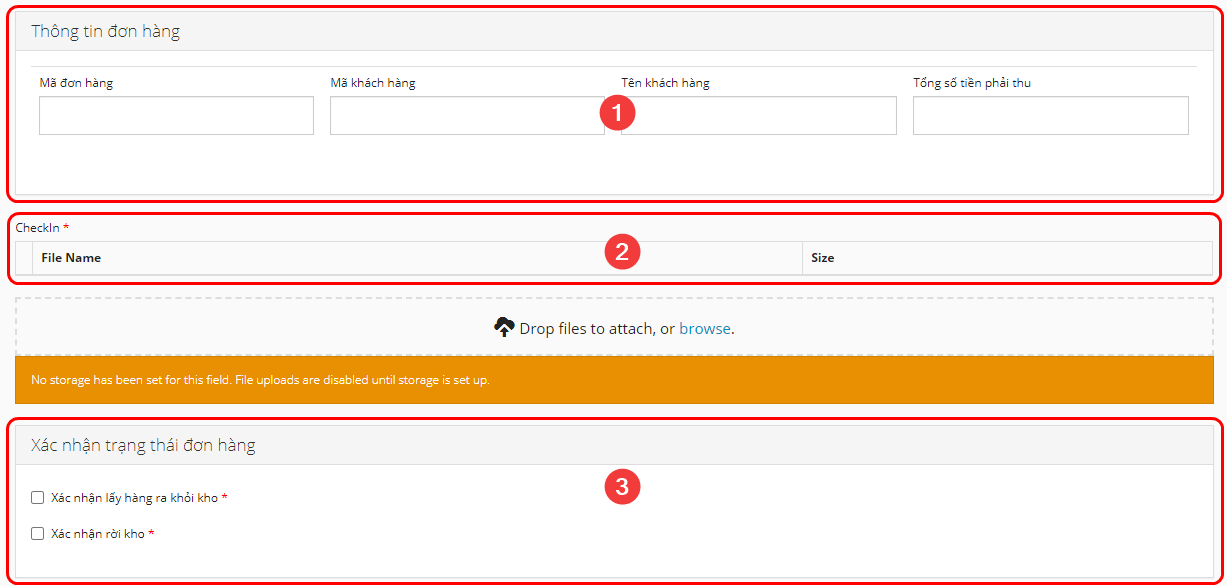 Thông tin đơn hàng
Mã đơn hàng Mã khách hàng Tên khách hàng Tổng số tiền phải thu
1
CheckIn *
File Name 2 Size
Drop files to attach, or browse.
No storage has been set for this field. File uploads are disabled until storage is set up.
Xác nhận trạng thái đơn hàng
3
Xác nhận lấy hàng ra khỏi kho *
Xác nhận rời kho *